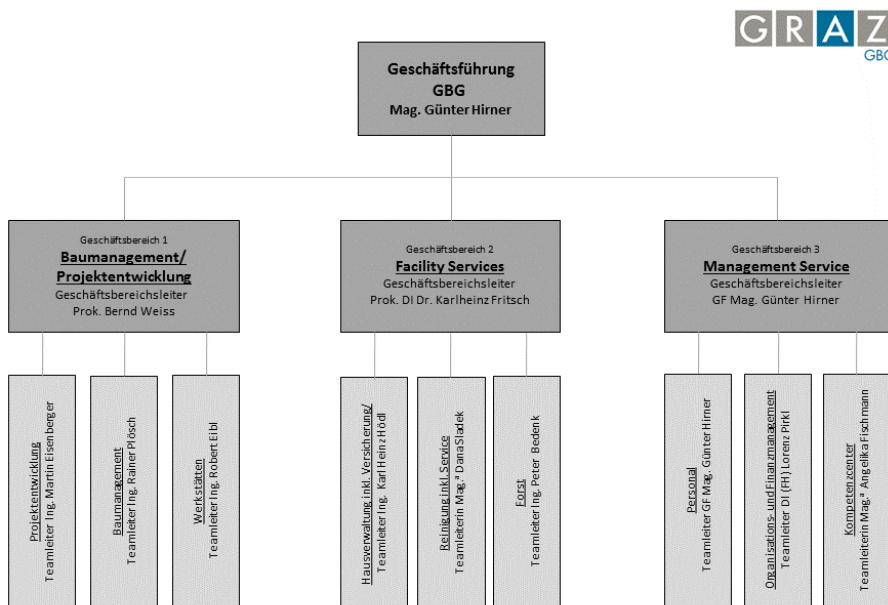 GRAZ
GBG
Geschäftsführung
GBG
Mag. Günter Hirner
Geschäftsbereich 1
Baumanagement/
Projektentwicklung
Geschäftsbereichsleiter
Prok. Bernd Weiss
Geschäftsbereich 2
Facility Services
Geschäftsbereichsleiter
Prok. DI Dr. Karlheinz Fritsch
Geschäftsbereich 3
Management Service
Geschäftsbereichsleiter
GF Mag. Günter Hirner
Projektentwicklung
Teamleiter Ing. Martin Eisenberger
Baumanagement
Teamleiter Ing. Rainer Plösch
Werkstätten
Teamleiter Ing. Robert Eibl
Hausverwaltung inkl. Versicherung/
Teamleiter Ing. Karl Heinz Hödl
Reinigung inkl. Service
Teamleiterin Mag.ª Dana Sladek
Forst
Teamleiter Ing. Peter Bedenk
Personal
Teamleiter GF Mag. Günter Hirner
Organisations- und Finanzmanagement
Teamleiter DI (FH) Lorenz Pirkl
Kompetenzcenter
Teamleiterin Mag.ª Angelika Fischmann